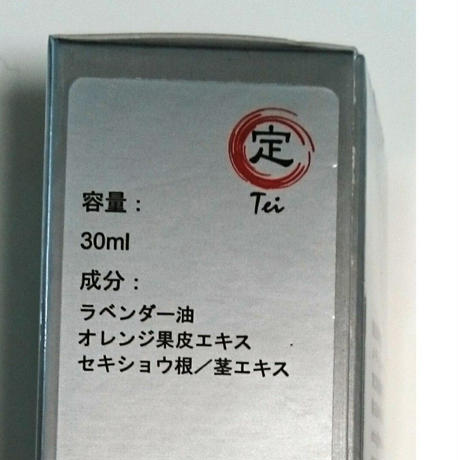 定
Tei
容量：
30ml
成分：
ラベンダー油
オレンジ果皮エキス
セキショウ根／茎エキス